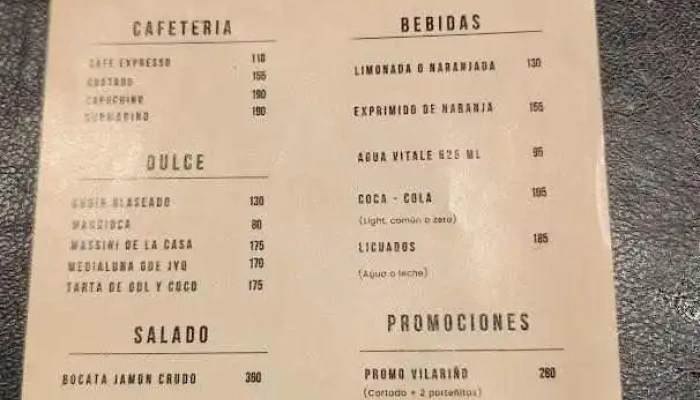 CAFETERIA
CAFE EXPRESSO 110
CORTADO 155
CAPUCHINO 190
SUBMARINO 190
DULCE
GLASEADO 130
80
MASSINI DE LA CASA 175
MEDIALUNA GDE JYQ 170
TARTA DE DDL Y COCO 175
SALADO
BOCATA JAMON CRUDO 360
BEBIDAS
LIMONADA O NARANJADA 130
EXPRIMIDO DE NARANJA 155
AGUA VITALE 625 ML 95
COCA - COLA 105
(Light, común o zero)
LICUADOS 185
(Agua o leche)
PROMOCIONES
PROMO VILARIÑO 260
(Cortado + 2 porteñitos)